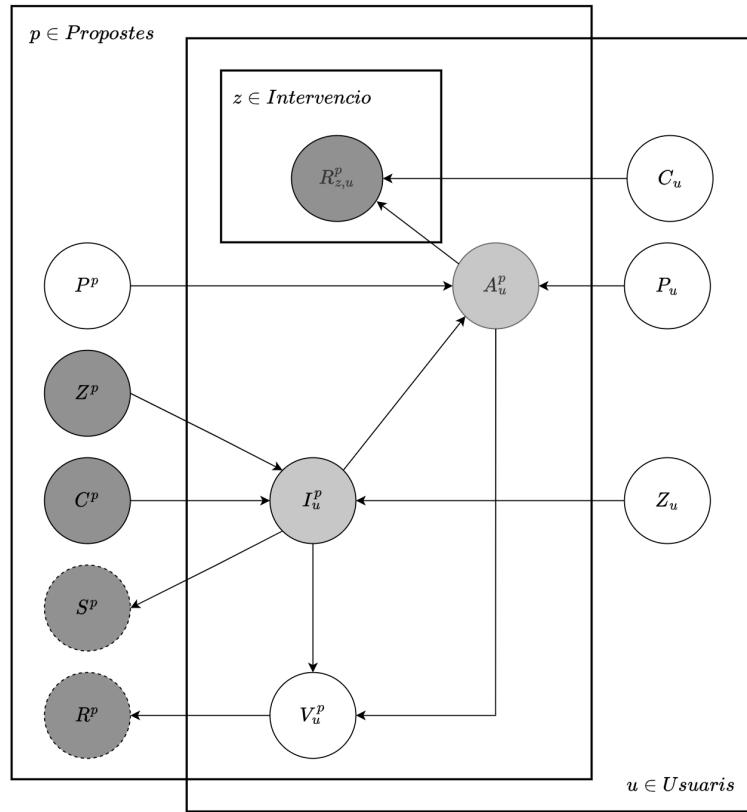 p ∈ Propostes
z ∈ Intervencio
R^p_{z,u}
C_u
P^p
A^p_u
P_u
Z^p
C^p
I^p_u
Z_u
S^p
R^p
V^p_u
u ∈ Usuaris